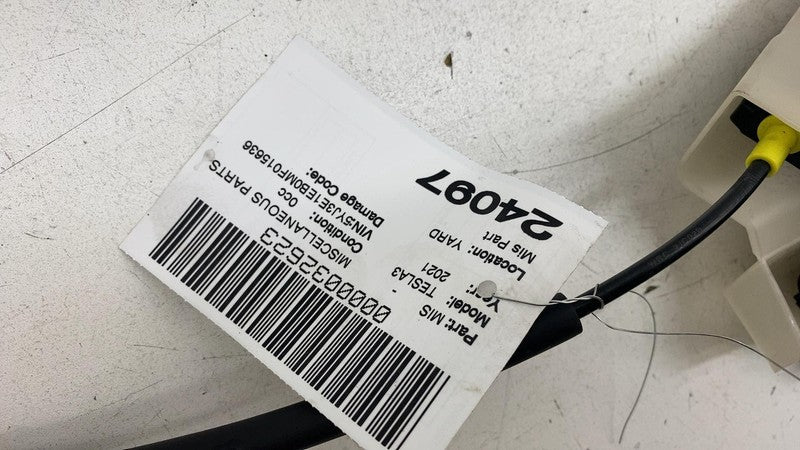 24097
Mis Part
Location: YARD
Year: 2021
Model: TESLA3
-
Part: MIS
Damage Code:
VIN:5YJ3E1EB0MF015636
Condition: 0cc
MISCELLANEOUS PARTS
0000032623